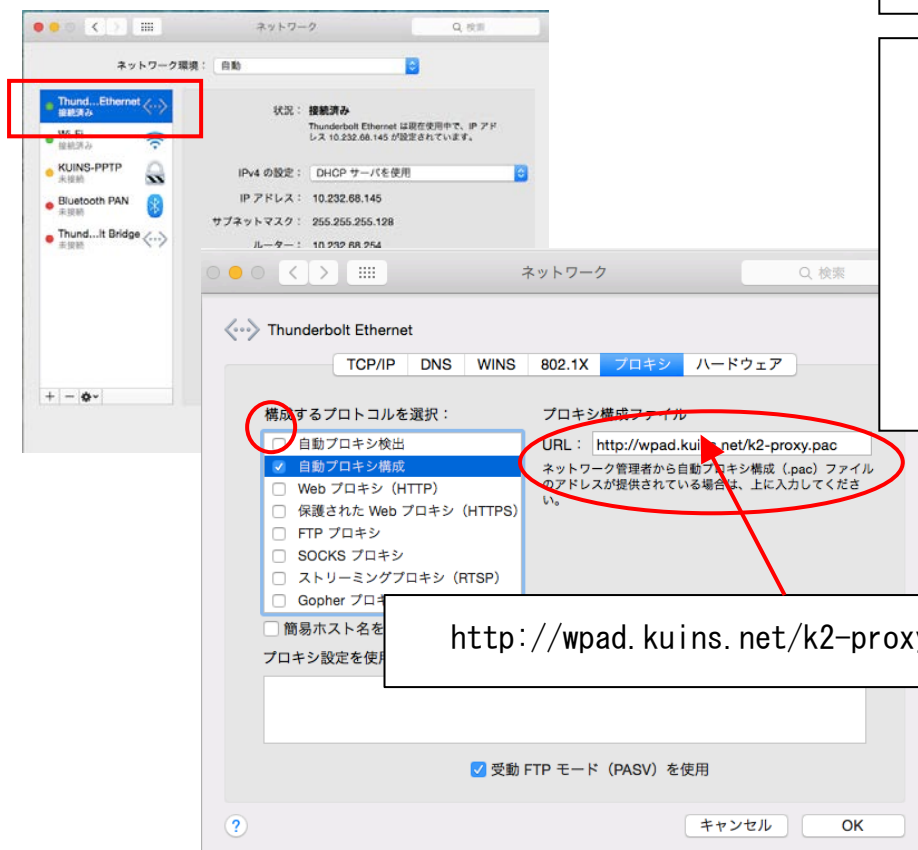 ネットワーク
検索
ネットワーク環境： 自動
Thund...Ethernet
接続済み
Wi-Fi
接続済み
KUINS-PPTP
未接続
Bluetooth PAN
未接続
Thund...lt Bridge
未接続
状況： 接続済み
Thunderbolt Ethernet は現在使用中で、IP アド
レス 10.232.68.145 が設定されています。
IPv4 の設定： DHCP サーバを使用
IP アドレス： 10.232.68.145
サブネットマスク： 255.255.255.128
ルーター： 10.232.68.254
ネットワーク
検索
Thunderbolt Ethernet
TCP/IP DNS WINS 802.1X プロキシ ハードウェア
構成するプロトコルを選択：
自動プロキシ検出
自動プロキシ構成
Web プロキシ（HTTP）
保護された Web プロキシ（HTTPS）
FTP プロキシ
SOCKS プロキシ
ストリーミングプロキシ（RTSP）
Gopher プロキ
簡易ホスト名を
プロキシ設定を使用
プロキシ構成ファイル
URL： http://wpad.kuins.net/k2-proxy.pac
ネットワーク管理者から自動プロキシ構成（.pac）ファイル
のアドレスが提供されている場合は、上に入力してくださ
い。
http://wpad.kuins.net/k2-proxy
受動 FTP モード（PASV）を使用
? キャンセル OK